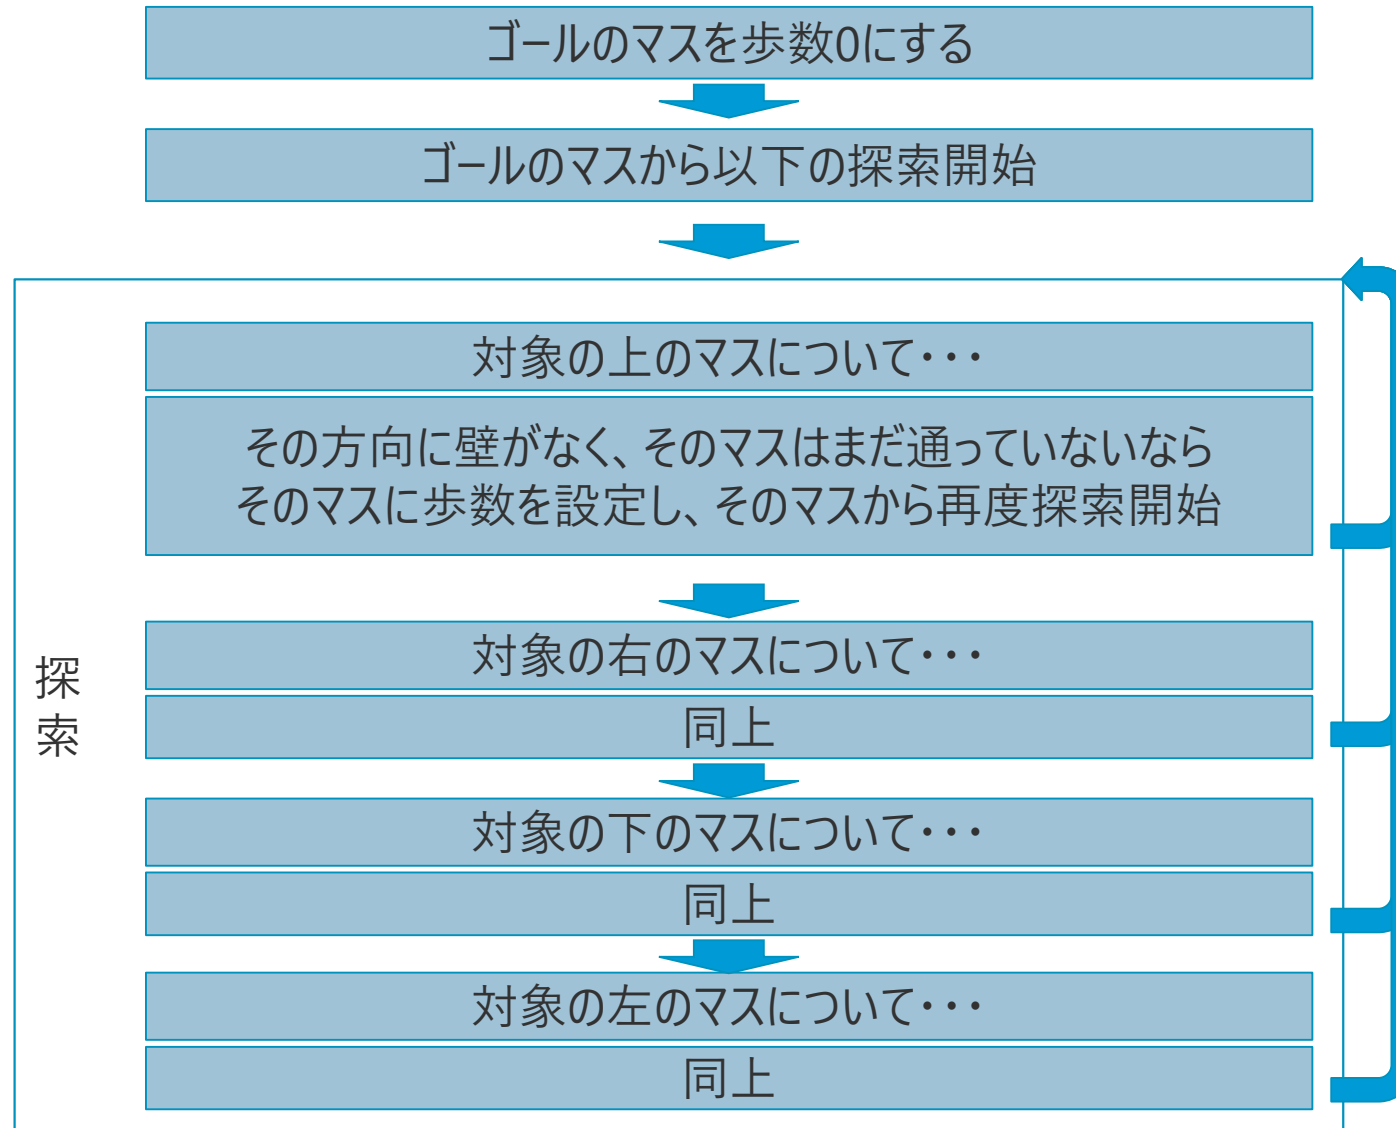 ゴールのマスを歩数0にする
ゴールのマスから以下の探索開始
対象の上のマスについて・・・
その方向に壁がなく、そのマスはまだ通っていないなら
そのマスに歩数を設定し、そのマスから再度探索開始
対象の右のマスについて・・・
同上
探
索
対象の下のマスについて・・・
同上
対象の左のマスについて・・・
同上